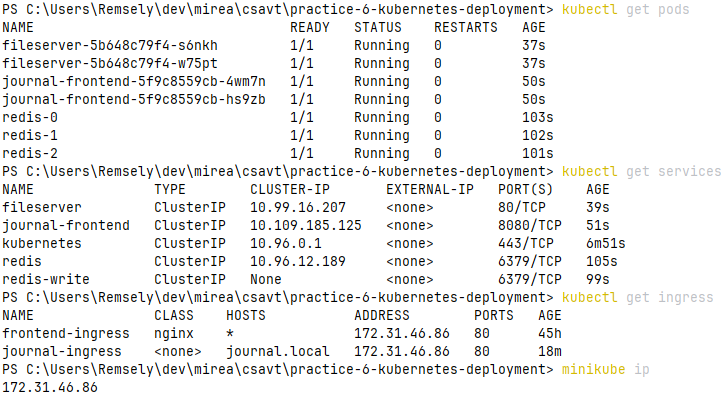 PS C:\Users\Remsely\dev\mirea\csavt\practice-6-kubernetes-deployment> kubectl get pods
NAME                                READY   STATUS    RESTARTS   AGE
fileserver-5b648c79f4-s6nkh         1/1     Running   0          37s
fileserver-5b648c79f4-w75pt         1/1     Running   0          37s
journal-frontend-5f9c8559cb-4wm7n   1/1     Running   0          50s
journal-frontend-5f9c8559cb-hs9zb   1/1     Running   0          50s
redis-0                             1/1     Running   0          103s
redis-1                             1/1     Running   0          102s
redis-2                             1/1     Running   0          101s
PS C:\Users\Remsely\dev\mirea\csavt\practice-6-kubernetes-deployment> kubectl get services
NAME               TYPE        CLUSTER-IP       EXTERNAL-IP   PORT(S)    AGE
fileserver         ClusterIP   10.99.16.207     <none>        80/TCP     39s
journal-frontend   ClusterIP   10.109.185.125   <none>        8080/TCP   51s
kubernetes         ClusterIP   10.96.0.1        <none>        443/TCP    6m51s
redis              ClusterIP   10.96.12.189     <none>        6379/TCP   105s
redis-write        ClusterIP   None             <none>        6379/TCP   99s
PS C:\Users\Remsely\dev\mirea\csavt\practice-6-kubernetes-deployment> kubectl get ingress
NAME               CLASS    HOSTS           ADDRESS        PORTS   AGE
frontend-ingress   nginx    *               172.31.46.86   80      45h
journal-ingress    <none>   journal.local   172.31.46.86   80      18m
PS C:\Users\Remsely\dev\mirea\csavt\practice-6-kubernetes-deployment> minikube ip
172.31.46.86